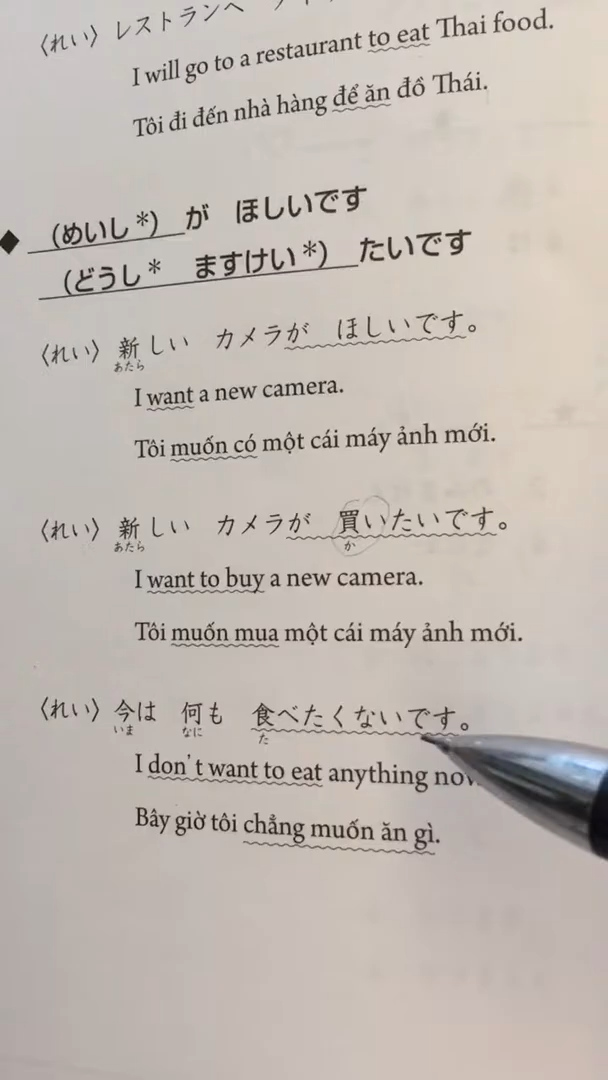 〈れい〉 レストランへ
I will go to a restaurant to eat Thai food.
Tôi đi đến nhà hàng để ăn đồ Thái.
◆ (めいし*) が ほしいです
(どうし* ますけい*) たいです
〈れい〉 新しい カメラが ほしいです。
あたら
I want a new camera.
Tôi muốn có một cái máy ảnh mới.
〈れい〉 新しい カメラが 買いたいです。
あたら か
I want to buy a new camera.
Tôi muốn mua một cái máy ảnh mới.
〈れい〉 今は 何も 食べたくないです。
いま なに た
I don't want to eat anything now.
Bây giờ tôi chẳng muốn ăn gì.